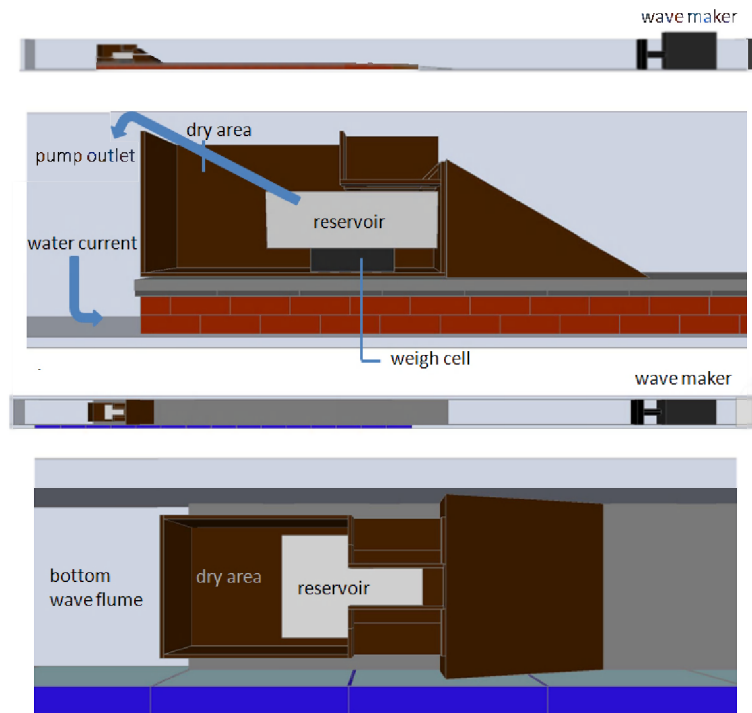 wave maker
dry area
pump outlet
reservoir
water current
weigh cell
wave maker
bottom
wave flume
dry area
reservoir